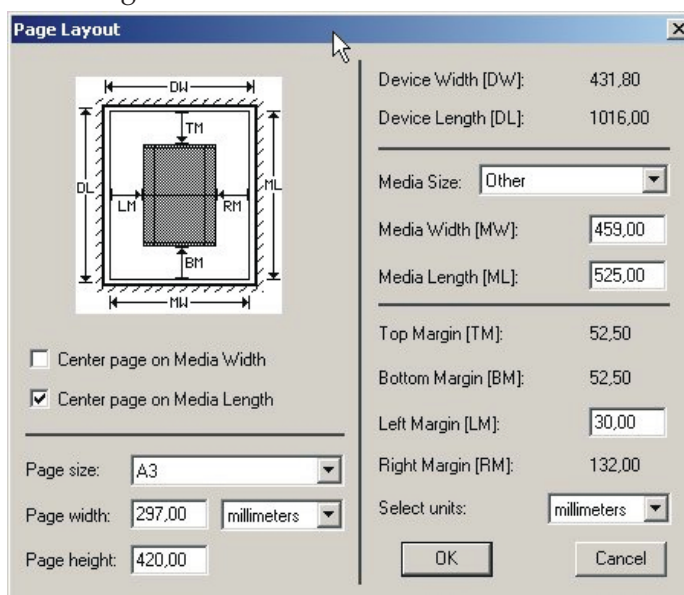 Page Layout
DW
TM
DL
ML
LM
RM
BM
MW
Center page on Media Width
Center page on Media Length
Page size: A3
Page width: 297,00 millimeters
Page height: 420,00
Device Width [DW]: 431,80
Device Length [DL]: 1016,00
Media Size: Other
Media Width [MW]: 459,00
Media Length [ML]: 525,00
Top Margin [TM]: 52,50
Bottom Margin [BM]: 52,50
Left Margin [LM]: 30,00
Right Margin [RM]: 132,00
Select units: millimeters
OK Cancel